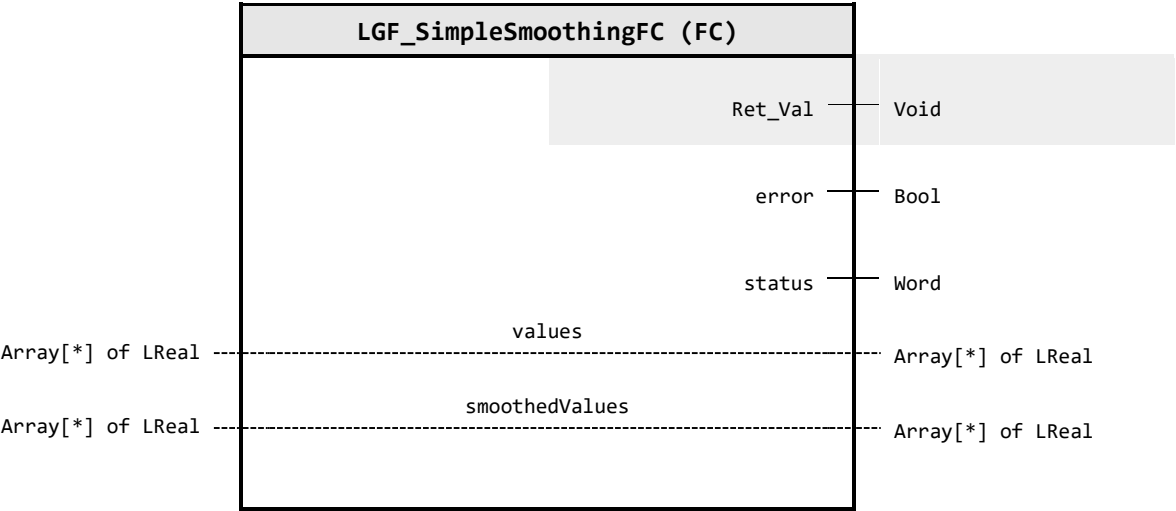 LGF_SimpleSmoothingFC (FC)
Ret_Val Void
error Bool
status Word
values
Array[*] of LReal Array[*] of LReal
smoothedValues
Array[*] of LReal Array[*] of LReal